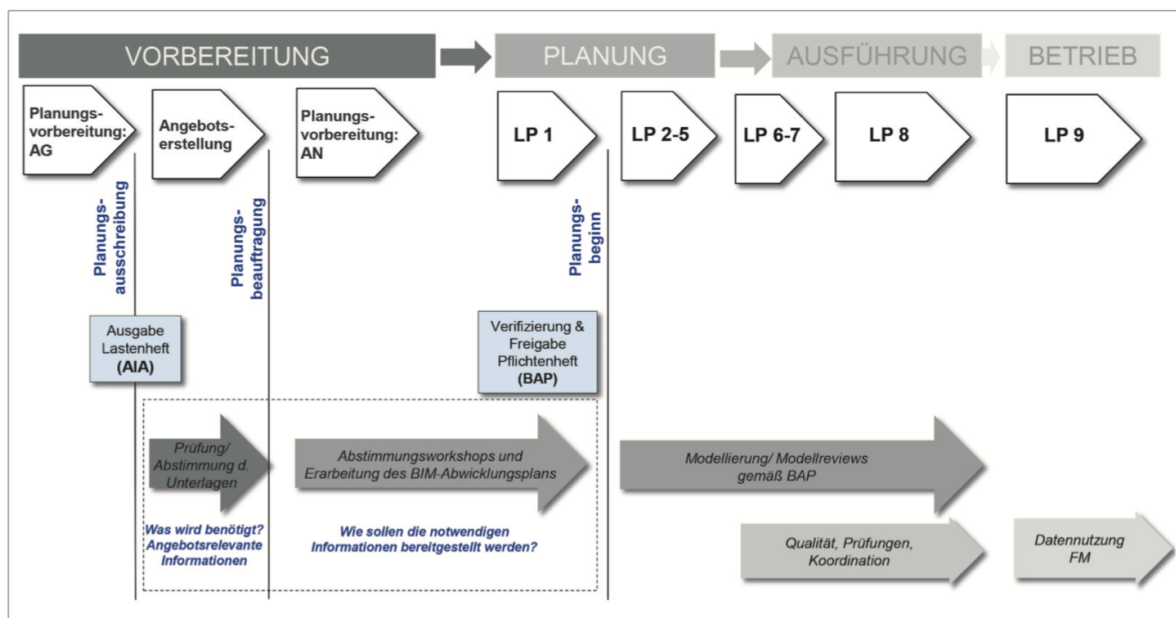 VORBEREITUNG
PLANUNG
AUSFÜHRUNG
BETRIEB
Planungs-
vorbereitung:
AG
Angebots-
erstellung
Planungs-
vorbereitung:
AN
LP 1
LP 2-5
LP 6-7
LP 8
LP 9
Planungs-
ausschreibung
Planungs-
beauftragung
Planungs-
beginn
Ausgabe
Lastenheft
(AIA)
Verifizierung &
Freigabe
Pflichtenheft
(BAP)
Prüfung/
Abstimmung d.
Unterlagen
Abstimmungsworkshops und
Erarbeitung des BIM-Abwicklungsplans
Modellierung/ Modellreviews
gemäß BAP
Was wird benötigt?
Angebotsrelevante
Informationen
Wie sollen die notwendigen
Informationen bereitgestellt werden?
Qualität, Prüfungen,
Koordination
Datennutzung
FM